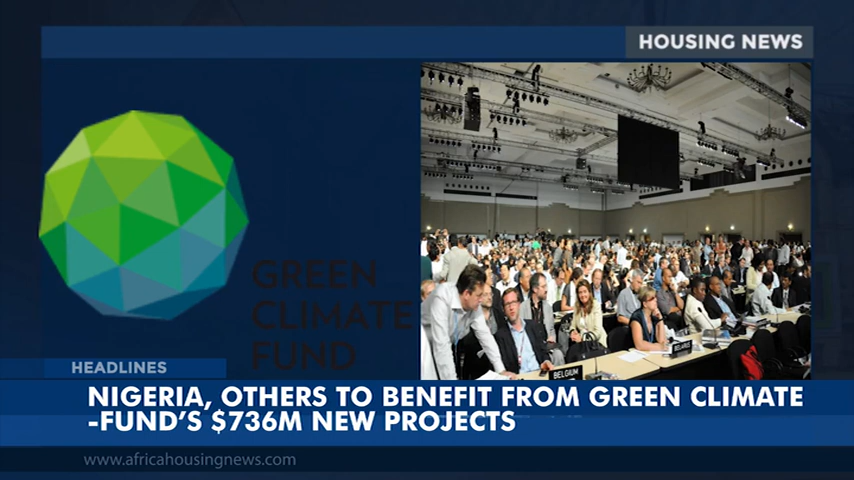 HOUSING NEWS
GREEN
CLIMATE
FUND
BELGIUM
BELARUS
HEADLINES
NIGERIA, OTHERS TO BENEFIT FROM GREEN CLIMATE
-FUND'S $736M NEW PROJECTS
www.africahousingnews.com